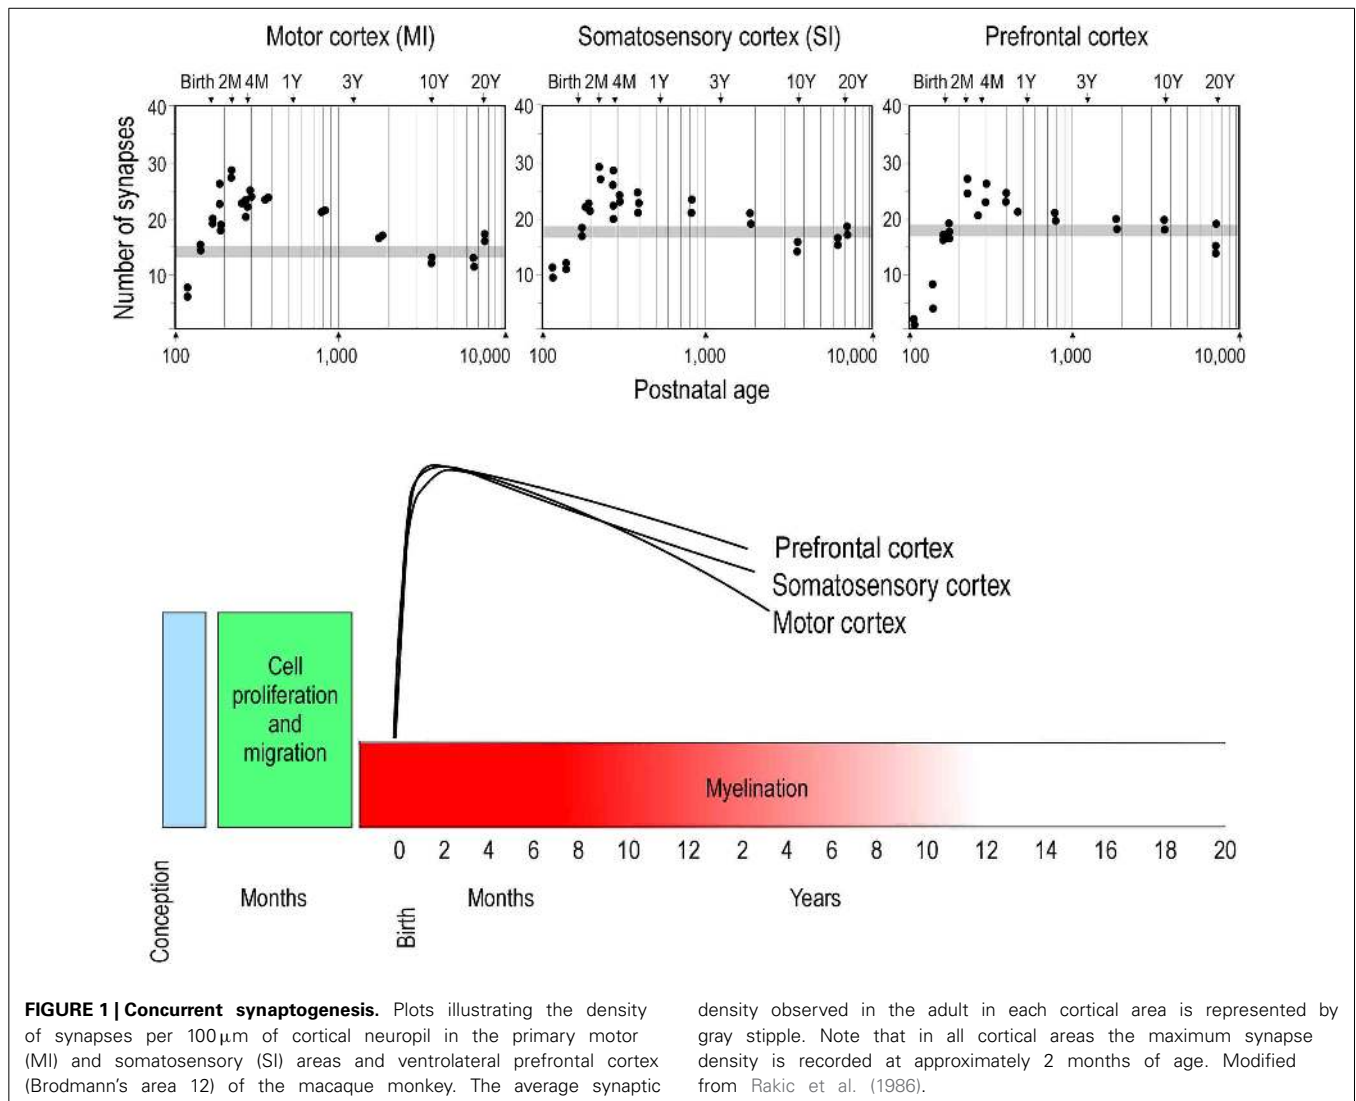 Motor cortex (MI)
Somatosensory cortex (SI)
Prefrontal cortex
Birth 2M 4M 1Y 3Y 10Y 20Y
Birth 2M 4M 1Y 3Y 10Y 20Y
Birth 2M 4M 1Y 3Y 10Y 20Y
Number of synapses
40
30
20
10
40
30
20
10
40
30
20
10
100 1,000 10,000
100 1,000 10,000
100 1,000 10,000
Postnatal age
Prefrontal cortex
Somatosensory cortex
Motor cortex
Cell
proliferation
and
migration
Myelination
0 2 4 6 8 10 12 2 4 6 8 10 12 14 16 18 20
Conception
Months
Birth
Months
Years
FIGURE 1 | Concurrent synaptogenesis. Plots illustrating the density
of synapses per 100 μm of cortical neuropil in the primary motor
(MI) and somatosensory (SI) areas and ventrolateral prefrontal cortex
(Brodmann's area 12) of the macaque monkey. The average synaptic
density observed in the adult in each cortical area is represented by
gray stipple. Note that in all cortical areas the maximum synapse
density is recorded at approximately 2 months of age. Modified
from Rakic et al. (1986).